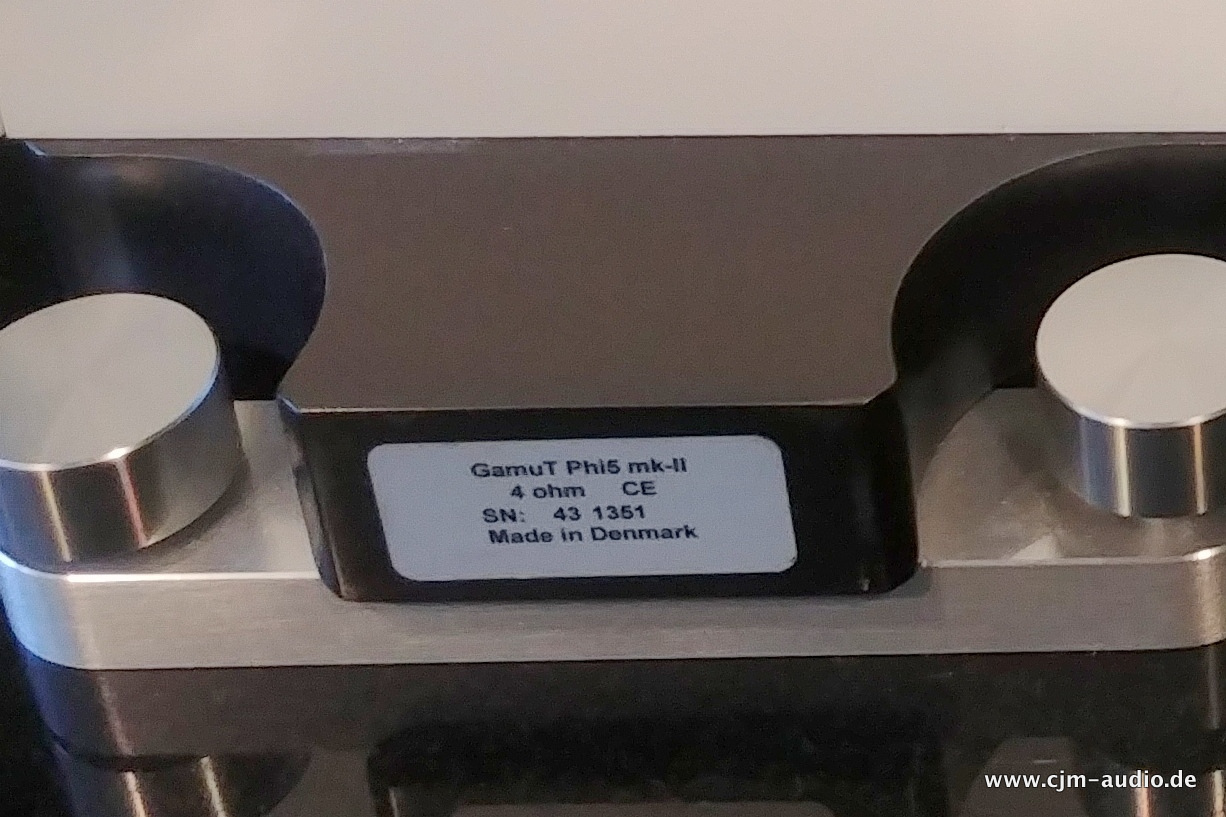 GamuT Phi5 mk-II
4 ohm CE
SN: 43 1351
Made in Denmark
www.cjm-audio.de